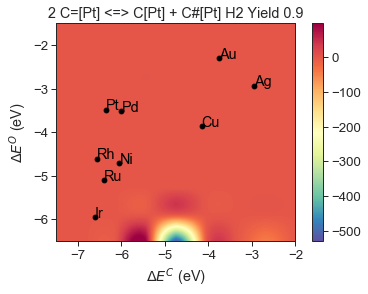 2 C=[Pt] <=> C[Pt] + C#[Pt] H2 Yield 0.9
Au
Ag
Pt
Pd
Cu
Rh
Ni
Ru
Ir
−2
−3
−4
−5
−6
ΔE^O (eV)
−7
−6
−5
−4
−3
−2
ΔE^C (eV)
0
−100
−200
−300
−400
−500